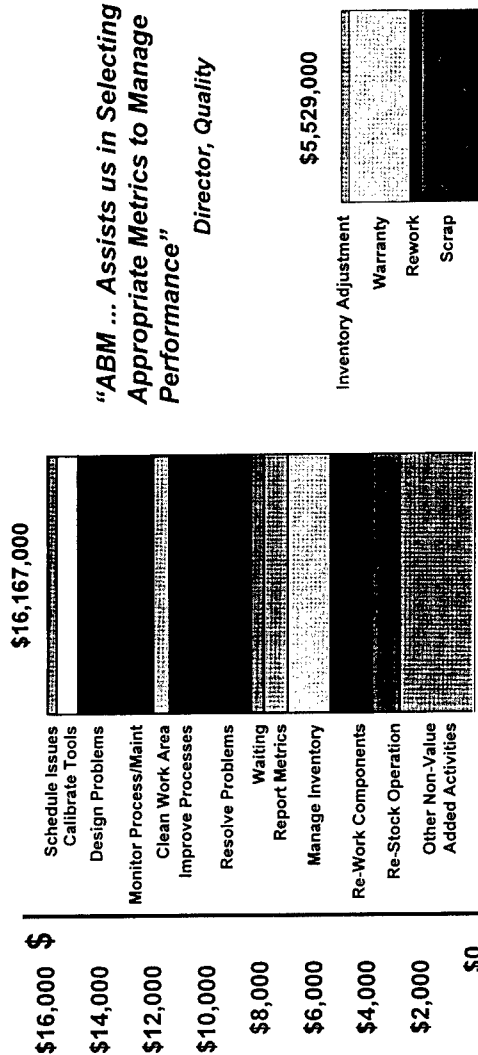 $
$16,000
$14,000
$12,000
$10,000
$8,000
$6,000
$4,000
$2,000
$0
$16,167,000
Schedule Issues
Calibrate Tools
Design Problems
Monitor Process/Maint
Clean Work Area
Improve Processes
Resolve Problems
Waiting
Report Metrics
Manage Inventory
Re-Work Components
Re-Stock Operation
Other Non-Value
Added Activities
"ABM ... Assists us in Selecting
Appropriate Metrics to Manage
Performance"
Director, Quality
$5,529,000
Inventory Adjustment
Warranty
Rework
Scrap